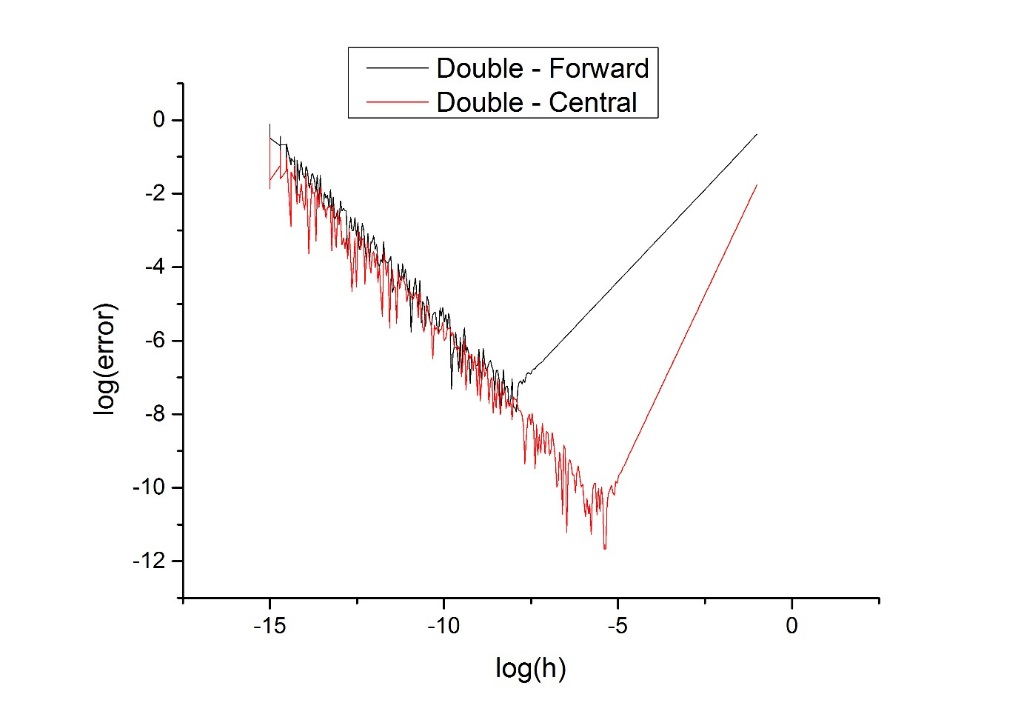 Double - Forward
Double - Central
0
-2
-4
-6
-8
-10
-12
log(error)
-15
-10
-5
0
log(h)